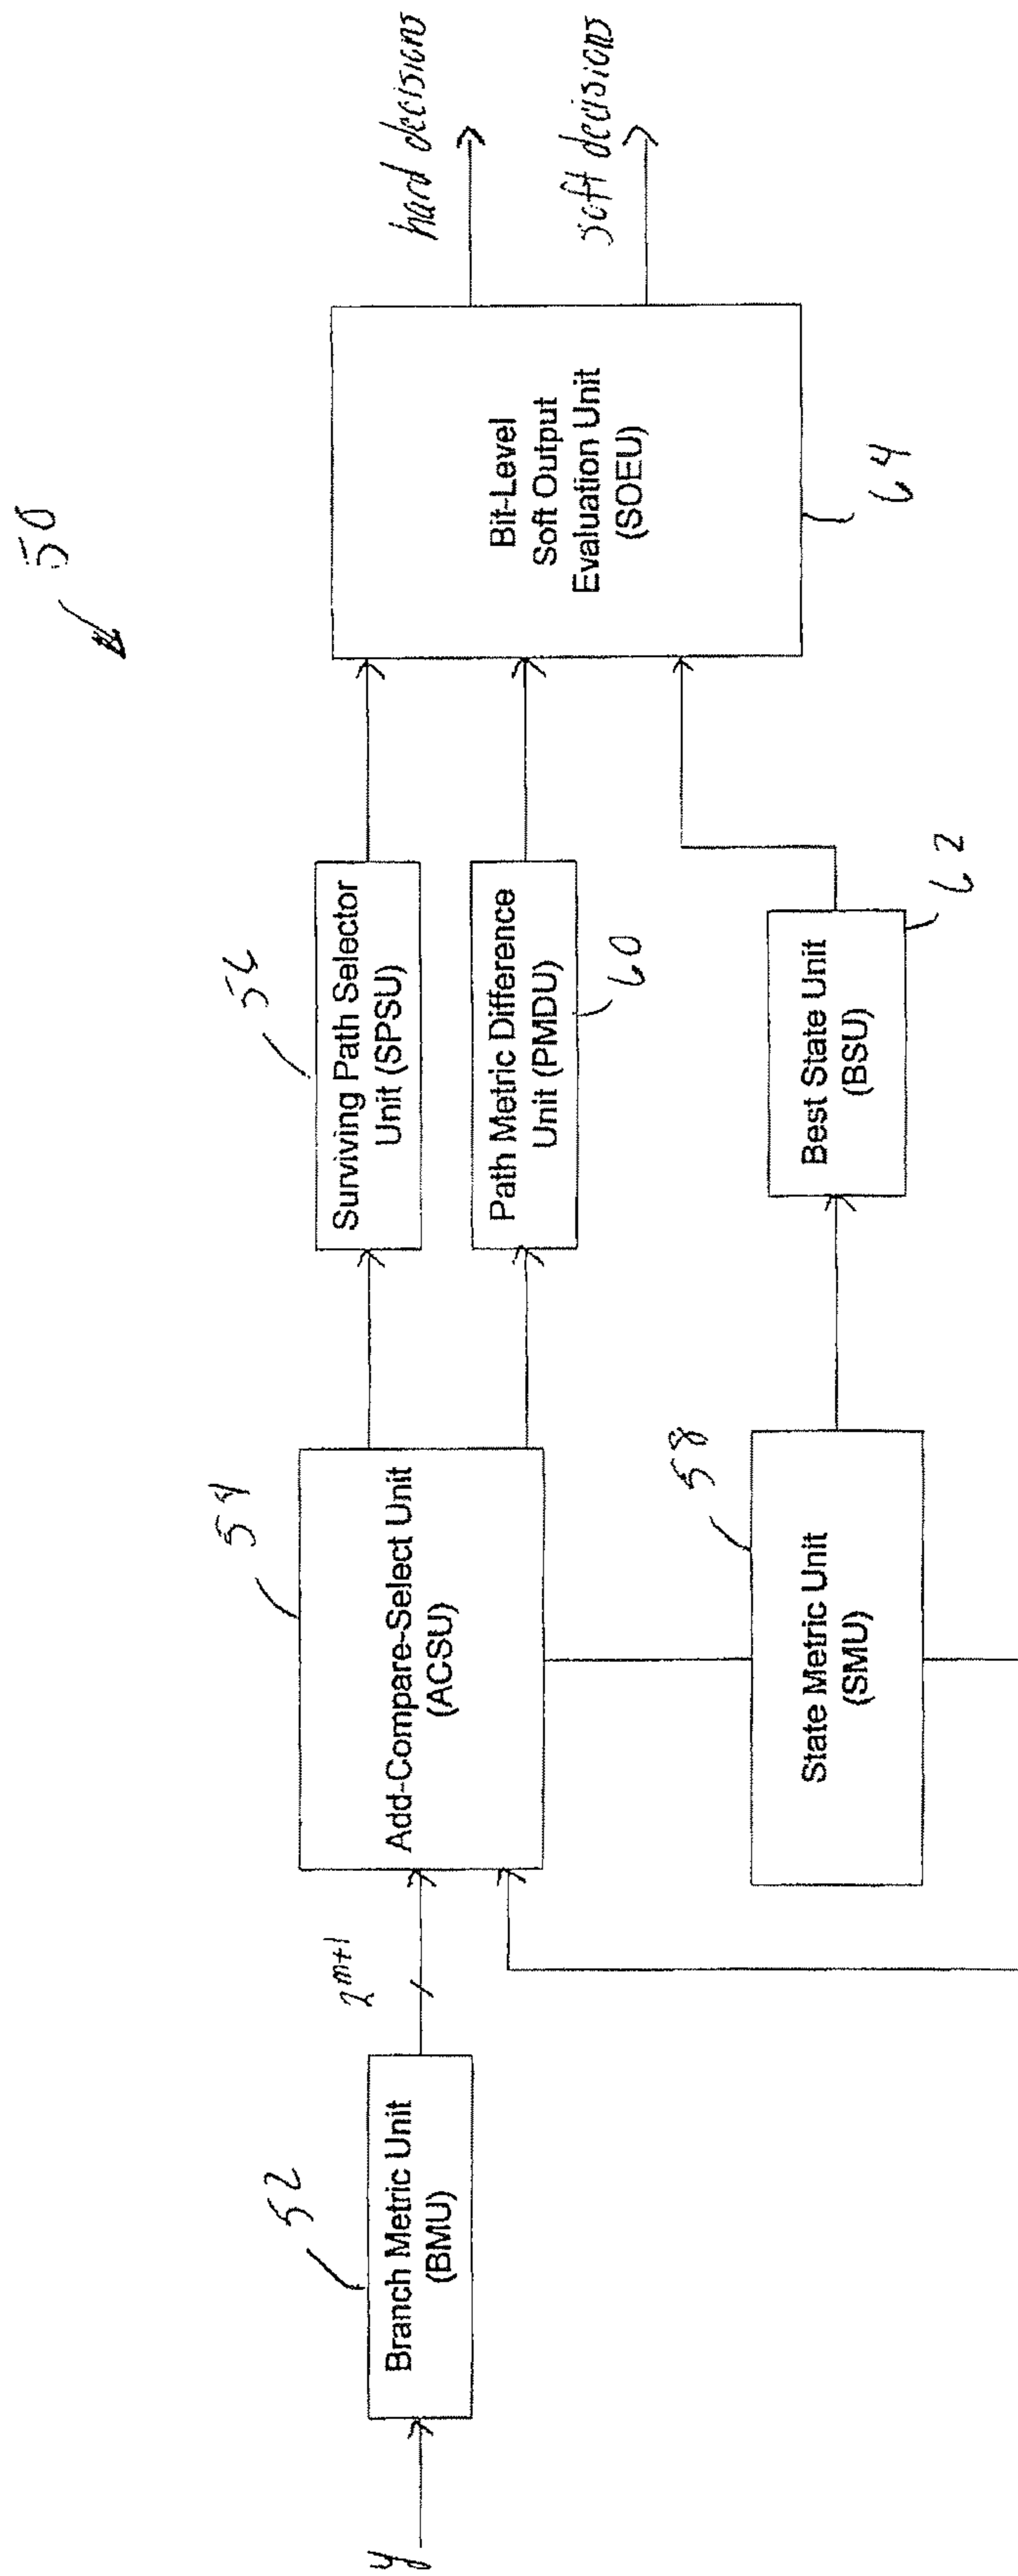 50
y
52
Branch Metric Unit
(BMU)
2^{m+1}
54
Add-Compare-Select Unit
(ACSU)
56
Surviving Path Selector
Unit (SPSU)
Path Metric Difference
Unit (PMDU)
60
58
State Metric Unit
(SMU)
Best State Unit
(BSU)
62
Bit-Level
Soft Output
Evaluation Unit
(SOEU)
64
hard decisions
soft decisions